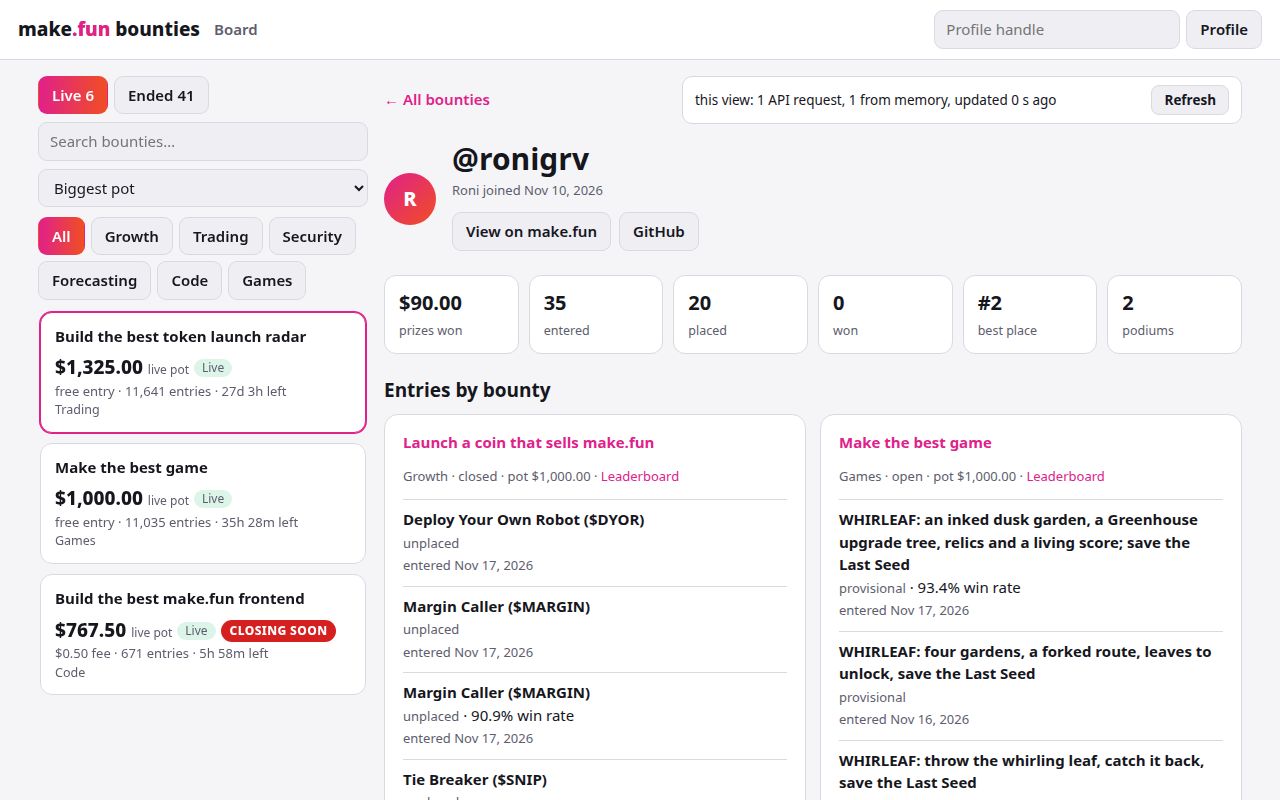 make.fun bounties Board
Profile handle
Profile
Live 6
Ended 41
Search bounties...
Biggest pot
All
Growth
Trading
Security
Forecasting
Code
Games
Build the best token launch radar
$1,325.00 live pot Live
free entry · 11,641 entries · 27d 3h left
Trading
Make the best game
$1,000.00 live pot Live
free entry · 11,035 entries · 35h 28m left
Games
Build the best make.fun frontend
$767.50 live pot Live CLOSING SOON
$0.50 fee · 671 entries · 5h 58m left
Code
← All bounties
this view: 1 API request, 1 from memory, updated 0 s ago
Refresh
R
@ronigrv
Roni joined Nov 10, 2026
View on make.fun
GitHub
$90.00
prizes won
35
entered
20
placed
0
won
#2
best place
2
podiums
Entries by bounty
Launch a coin that sells make.fun
Growth · closed · pot $1,000.00 · Leaderboard
Deploy Your Own Robot ($DYOR)
unplaced
entered Nov 17, 2026
Margin Caller ($MARGIN)
unplaced
entered Nov 17, 2026
Margin Caller ($MARGIN)
unplaced · 90.9% win rate
entered Nov 17, 2026
Tie Breaker ($SNIP)
Make the best game
Games · open · pot $1,000.00 · Leaderboard
WHIRLEAF: an inked dusk garden, a Greenhouse
upgrade tree, relics and a living score; save the
Last Seed
provisional · 93.4% win rate
entered Nov 17, 2026
WHIRLEAF: four gardens, a forked route, leaves to
unlock, save the Last Seed
provisional
entered Nov 16, 2026
WHIRLEAF: throw the whirling leaf, catch it back,
save the Last Seed